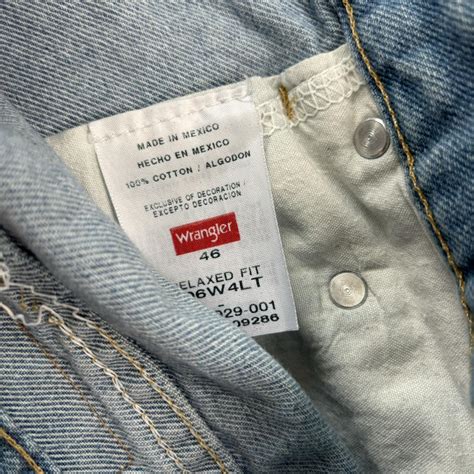 MADE IN MEXICO
HECHO EN MEXICO
100% COTTON / ALGODON
EXCLUSIVE OF DECORATION
EXCEPTO DECORACION
Wrangler
46
RELAXED FIT
06W4LT
029-001
09286